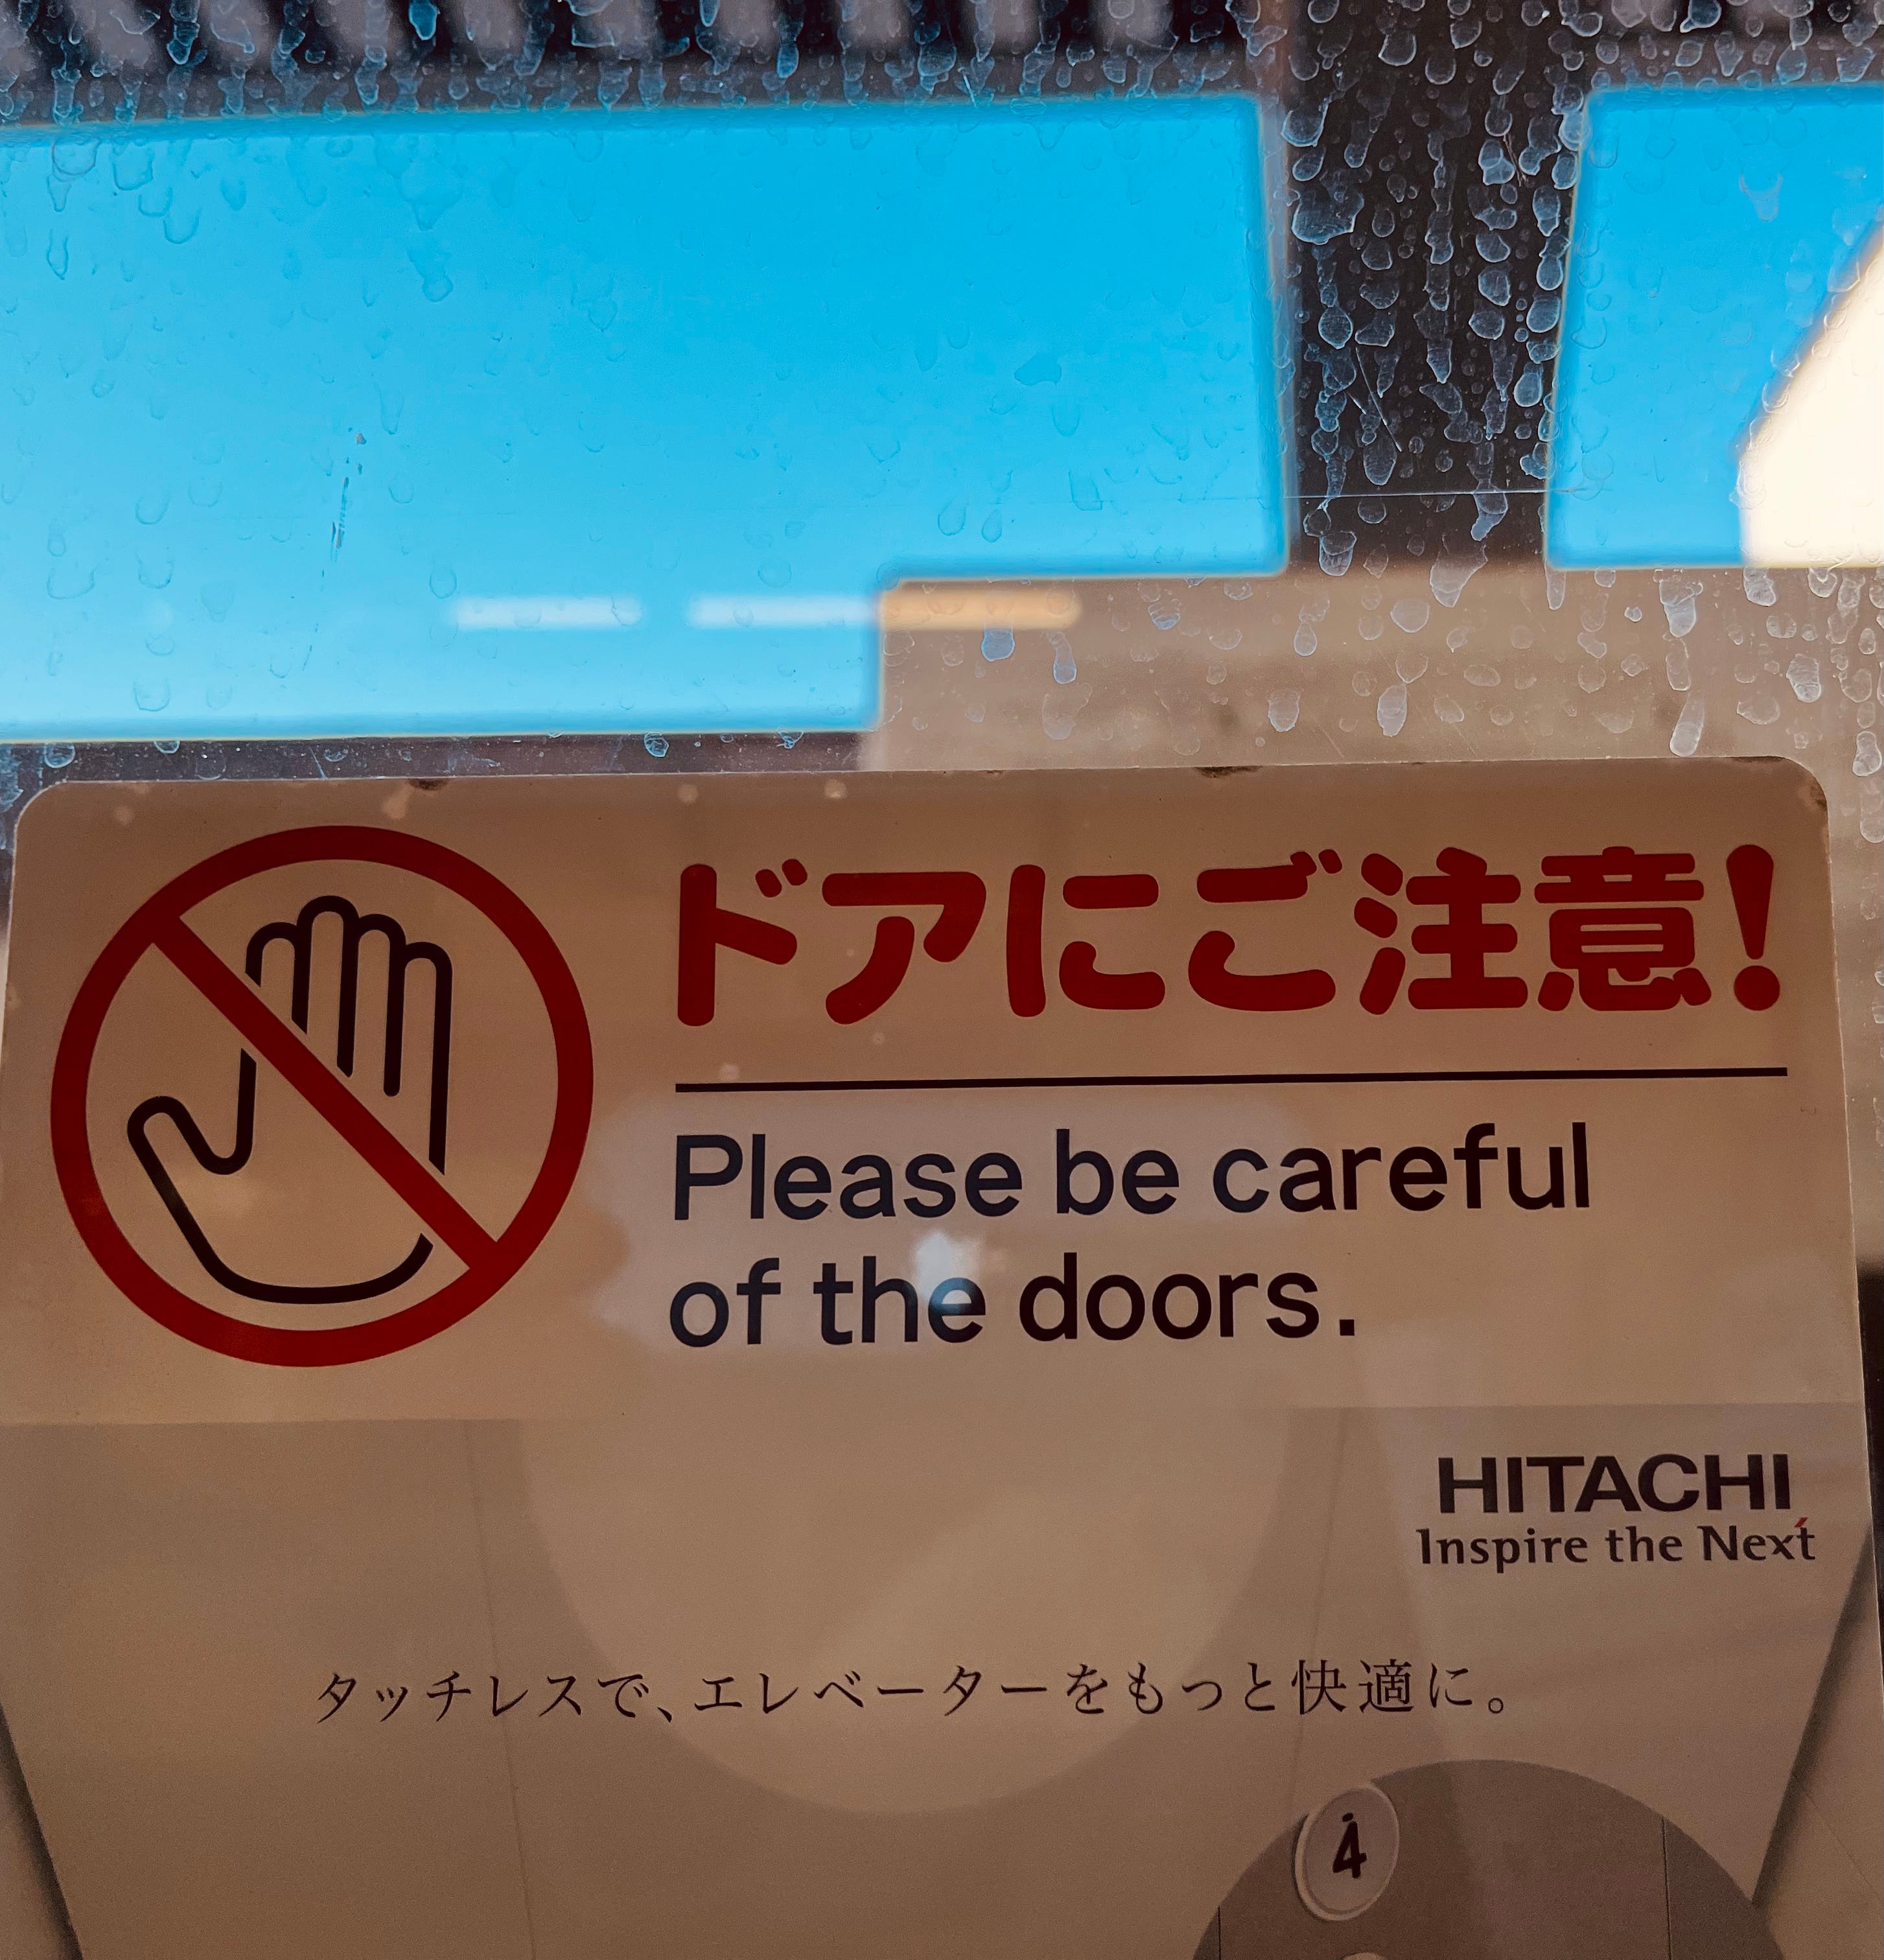 ドアにご注意!
Please be careful
of the doors.
HITACHI
Inspire the Next
タッチレスで、エレベーターをもっと快適に。
4